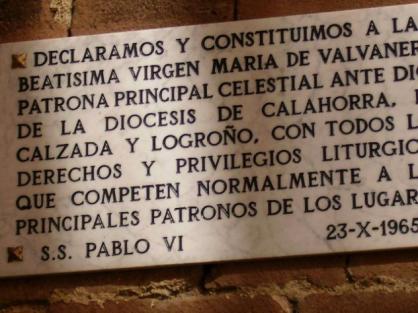 DECLARAMOS Y CONSTITUIMOS A LA
BEATISIMA VIRGEN MARIA DE VALVANER
PATRONA PRINCIPAL CELESTIAL ANTE DIO
DE LA DIOCESIS DE CALAHORRA,
CALZADA Y LOGROÑO, CON TODOS L
DERECHOS Y PRIVILEGIOS LITURGIC
QUE COMPETEN NORMALMENTE A L
PRINCIPALES PATRONOS DE LOS LUGAR
S.S. PABLO VI 23-X-1965